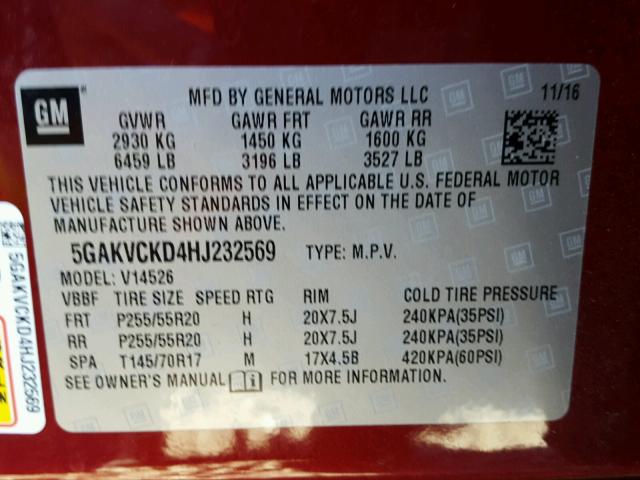 GM
MFD BY GENERAL MOTORS LLC 11/16
GVWR GAWR FRT GAWR RR
2930 KG 1450 KG 1600 KG
6459 LB 3196 LB 3527 LB
THIS VEHICLE CONFORMS TO ALL APPLICABLE U.S. FEDERAL MOTOR
VEHICLE SAFETY STANDARDS IN EFFECT ON THE DATE OF
MANUFACTURE SHOWN ABOVE.
5GAKVCKD4HJ232569 TYPE: M.P.V.
MODEL: V14526
VBBF TIRE SIZE SPEED RTG RIM COLD TIRE PRESSURE
FRT P255/55R20 H 20X7.5J 240KPA(35PSI)
RR P255/55R20 H 20X7.5J 240KPA(35PSI)
SPA T145/70R17 M 17X4.5B 420KPA(60PSI)
SEE OWNER'S MANUAL FOR MORE INFORMATION.
5GAKVCKD4HJ232569